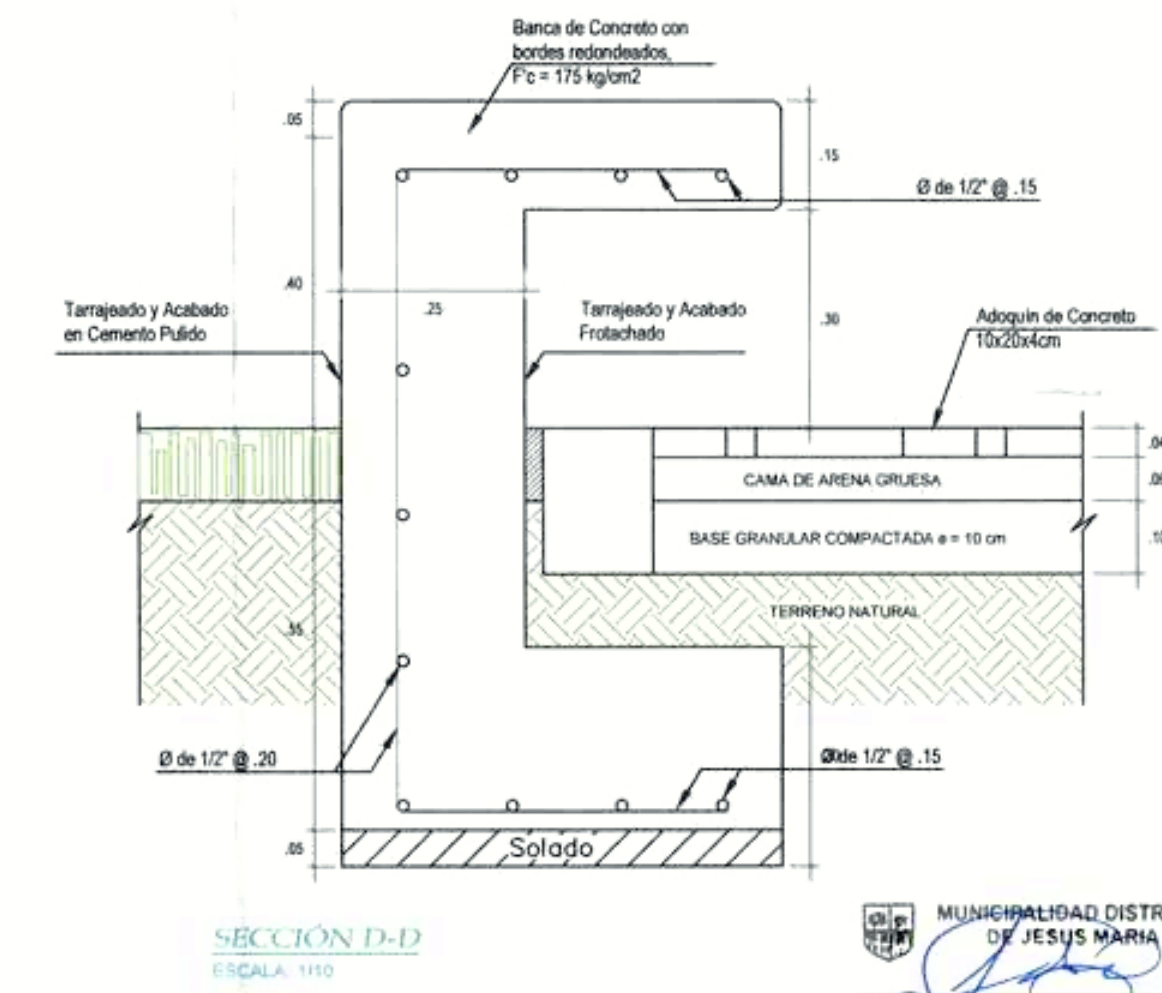 Banca de Concreto con
bordes redondeados,
F'c = 175 kg/cm2
.05
.15
Ø de 1/2" @ .15
.40
.25
.30
Tarrajeado y Acabado
en Cemento Pulido
Tarrajeado y Acabado
Frotachado
Adoquin de Concreto
10x20x4cm
CAMA DE ARENA GRUESA
BASE GRANULAR COMPACTADA e = 10 cm
TERRENO NATURAL
.55
Ø de 1/2" @ .20
de 1/2" @ .15
.05
Solado
SECCIÓN D-D
ESCALA: 1/10
MUNICIPALIDAD DISTR
DE JESUS MARIA